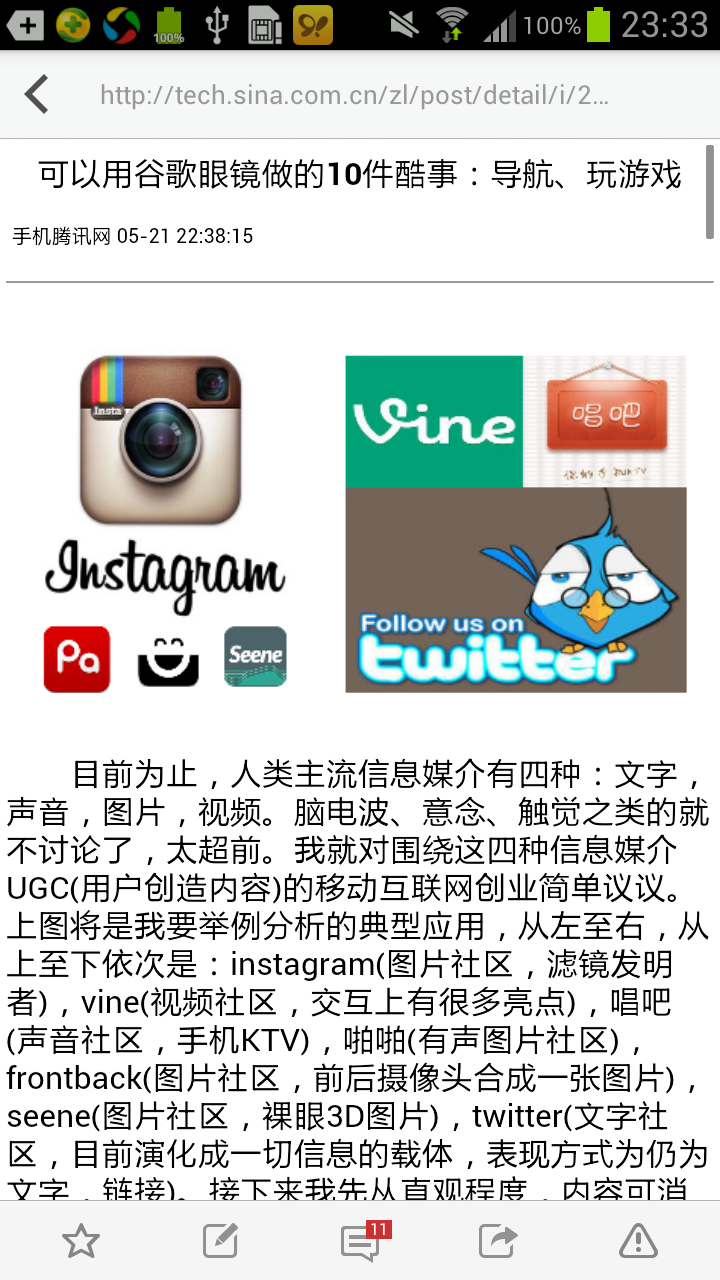 100%
100%
23:33
http://tech.sina.com.cn/zl/post/detail/i/2…
可以用谷歌眼镜做的10件酷事：导航、玩游戏
手机腾讯网 05-21 22:38:15
Insta
Vine
唱吧
Instagram
Follow us on
twitter
Pa
Seene
目前为止，人类主流信息媒介有四种：文字，
声音，图片，视频。脑电波、意念、触觉之类的就
不讨论了，太超前。我就对围绕这四种信息媒介
UGC(用户创造内容)的移动互联网创业简单议议。
上图将是我要举例分析的典型应用，从左至右，从
上至下依次是：instagram(图片社区，滤镜发明
者)，vine(视频社区，交互上有很多亮点)，唱吧
(声音社区，手机KTV)，啪啪(有声图片社区)，
frontback(图片社区，前后摄像头合成一张图片)，
seene(图片社区，裸眼3D图片)，twitter(文字社
区，目前演化成一切信息的载体，表现方式为仍为
文字，链接)。接下来我先从直观程度，内容可消
11